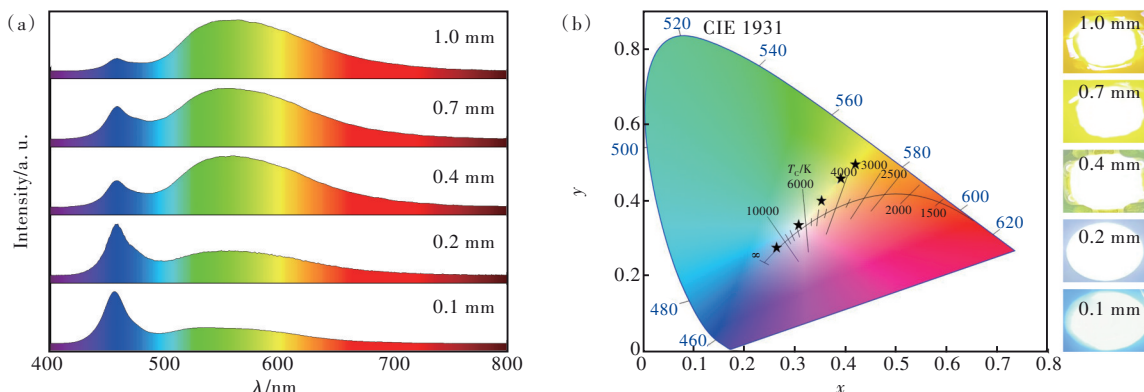 (a)
1.0 mm
0.7 mm
0.4 mm
0.2 mm
0.1 mm
Intensity/a. u.
400 500 600 700 800
λ/nm
(b)
CIE 1931
520
540
560
580
600
620
500
480
460
Tc/K
10000
6000
4000
3000
2500
2000
1500
∞
y
0.8
0.6
0.4
0.2
0
0 0.1 0.2 0.3 0.4 0.5 0.6 0.7 0.8
x
1.0 mm
0.7 mm
0.4 mm
0.2 mm
0.1 mm